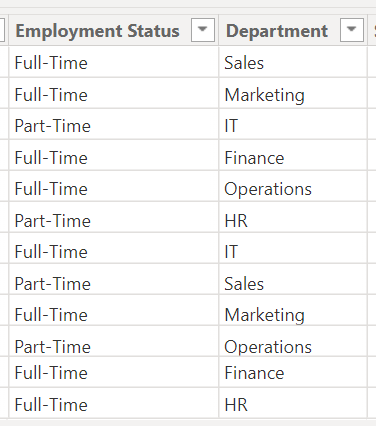 Employment Status Department
Full-Time Sales
Full-Time Marketing
Part-Time IT
Full-Time Finance
Full-Time Operations
Part-Time HR
Full-Time IT
Part-Time Sales
Full-Time Marketing
Part-Time Operations
Full-Time Finance
Full-Time HR